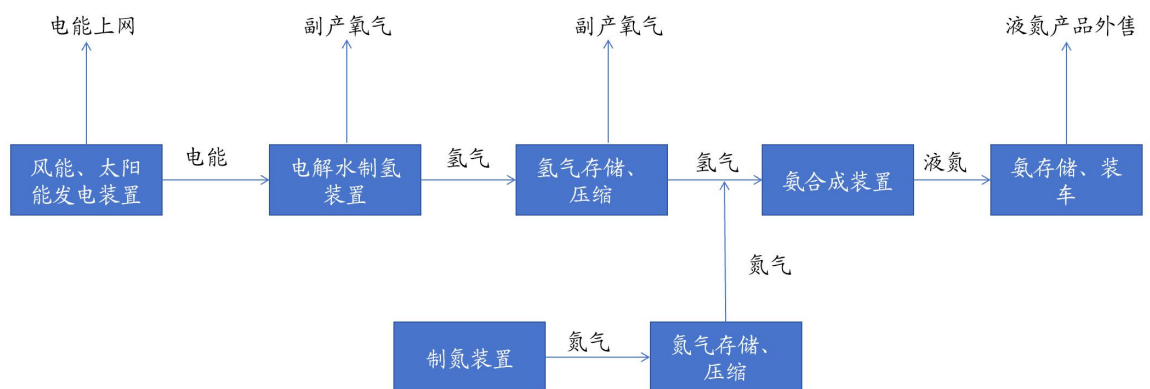 电能上网
副产氧气
副产氧气
液氮产品外售
风能、太阳
能发电装置
电能
电解水制氢
装置
氢气
氢气存储、
压缩
氢气
氨合成装置
液氮
氨存储、装
车
氮气
制氮装置
氮气
氮气存储、
压缩